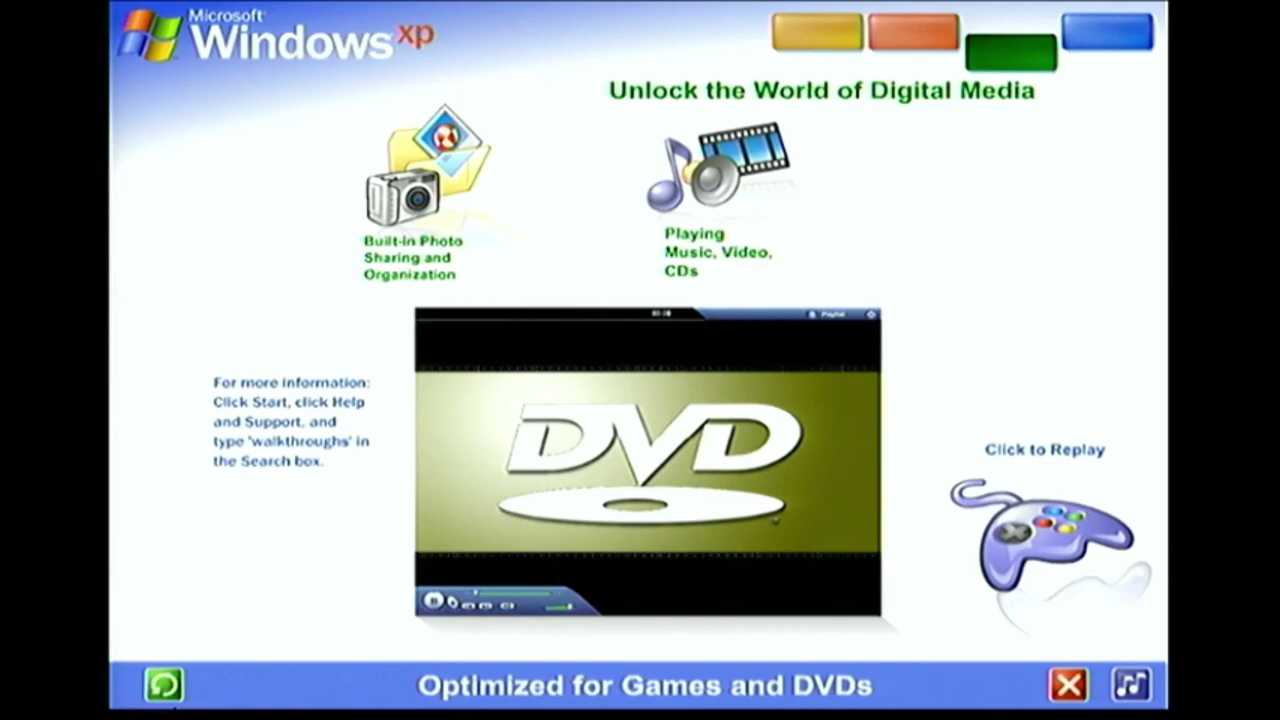 Microsoft®
Windows xp
Unlock the World of Digital Media
Built-in Photo
Sharing and
Organization
Playing
Music, Video,
CDs
Playlist
For more information:
Click Start, click Help
and Support, and
type 'walkthroughs' in
the Search box.
DVD
Click to Replay
Optimized for Games and DVDs